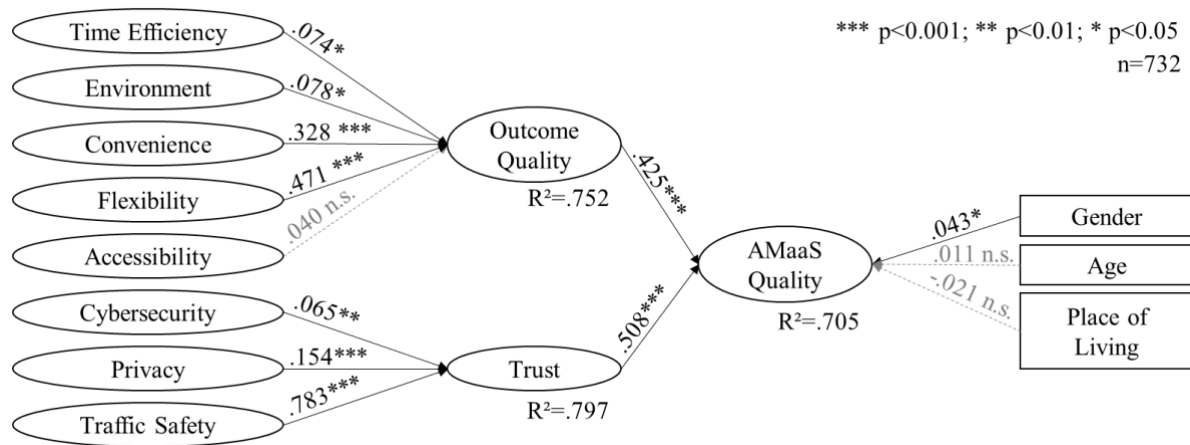 Time Efficiency
Environment
Convenience
Flexibility
Accessibility
Cybersecurity
Privacy
Traffic Safety
.074*
.078*
.328 ***
.471 ***
.040 n.s.
.065**
.154***
.783***
Outcome
Quality
R²=.752
Trust
R²=.797
.425***
.508***
AMaaS
Quality
R²=.705
*** p<0.001; ** p<0.01; * p<0.05
n=732
.043*
.011 n.s.
-.021 n.s.
Gender
Age
Place of
Living